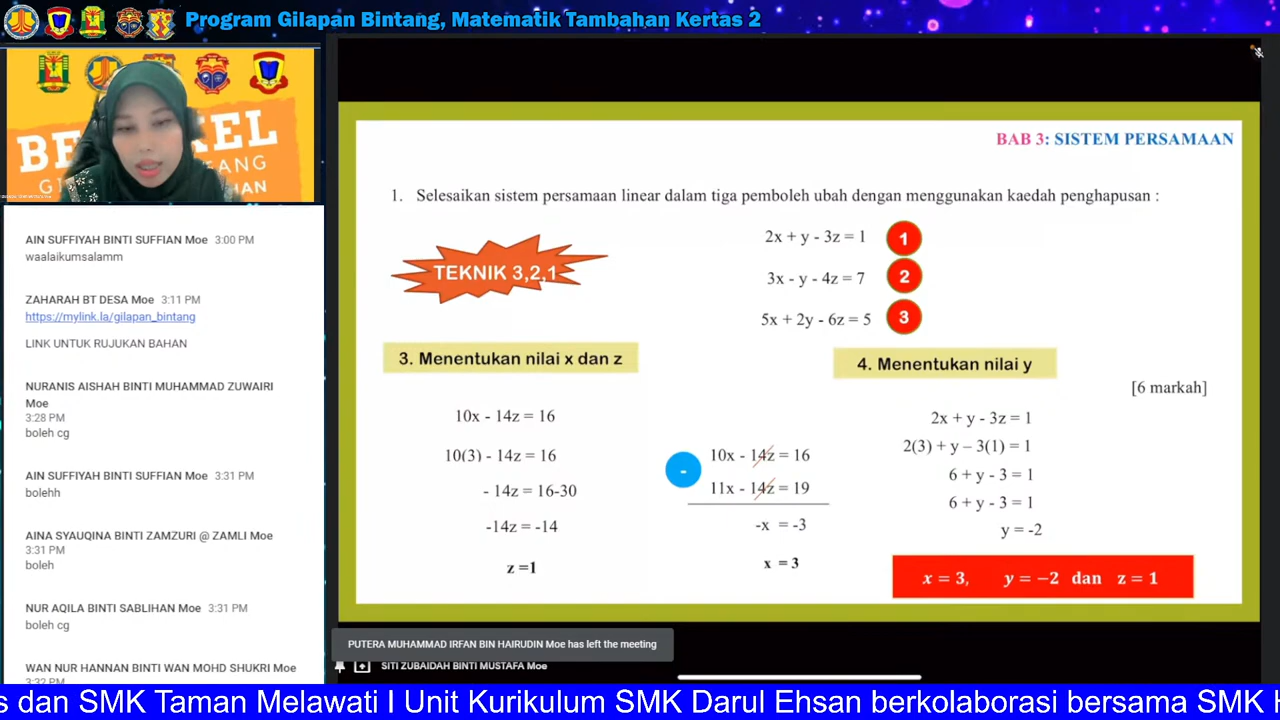 Program Gilapan Bintang, Matematik Tambahan Kertas 2
AIN SUFFIYAH BINTI SUFFIAN Moe 3:00 PM
waalaikumsalamm
ZAHARAH BT DESA Moe 3:11 PM
https://mylink.la/gilapan_bintang
LINK UNTUK RUJUKAN BAHAN
NURANIS AISHAH BINTI MUHAMMAD ZUWAIRI
Moe
3:28 PM
boleh cg
AIN SUFFIYAH BINTI SUFFIAN Moe 3:31 PM
bolehh
AINA SYAUQINA BINTI ZAMZURI @ ZAMLI Moe
3:31 PM
boleh
NUR AQILA BINTI SABLIHAN Moe 3:31 PM
boleh cg
WAN NUR HANNAN BINTI WAN MOHD SHUKRI Moe
3:32 PM
BAB 3: SISTEM PERSAMAAN
1. Selesaikan sistem persamaan linear dalam tiga pemboleh ubah dengan menggunakan kaedah penghapusan :
TEKNIK 3,2,1
2x + y - 3z = 1 1
3x - y - 4z = 7 2
5x + 2y - 6z = 5 3
3. Menentukan nilai x dan z
10x - 14z = 16
10(3) - 14z = 16
- 14z = 16-30
-14z = -14
z =1
-
10x - 14z = 16
11x - 14z = 19
-x = -3
x = 3
4. Menentukan nilai y
[6 markah]
2x + y - 3z = 1
2(3) + y – 3(1) = 1
6 + y - 3 = 1
6 + y - 3 = 1
y = -2
x = 3, y = −2 dan z = 1
PUTERA MUHAMMAD IRFAN BIN HAIRUDIN Moe has left the meeting
SITI ZUBAIDAH BINTI MUSTAFA Moe
s dan SMK Taman Melawati I Unit Kurikulum SMK Darul Ehsan berkolaborasi bersama SMK H